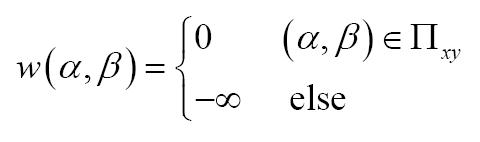 w(α, β) = { 0 (α, β) ∈ Π_xy
−∞ else